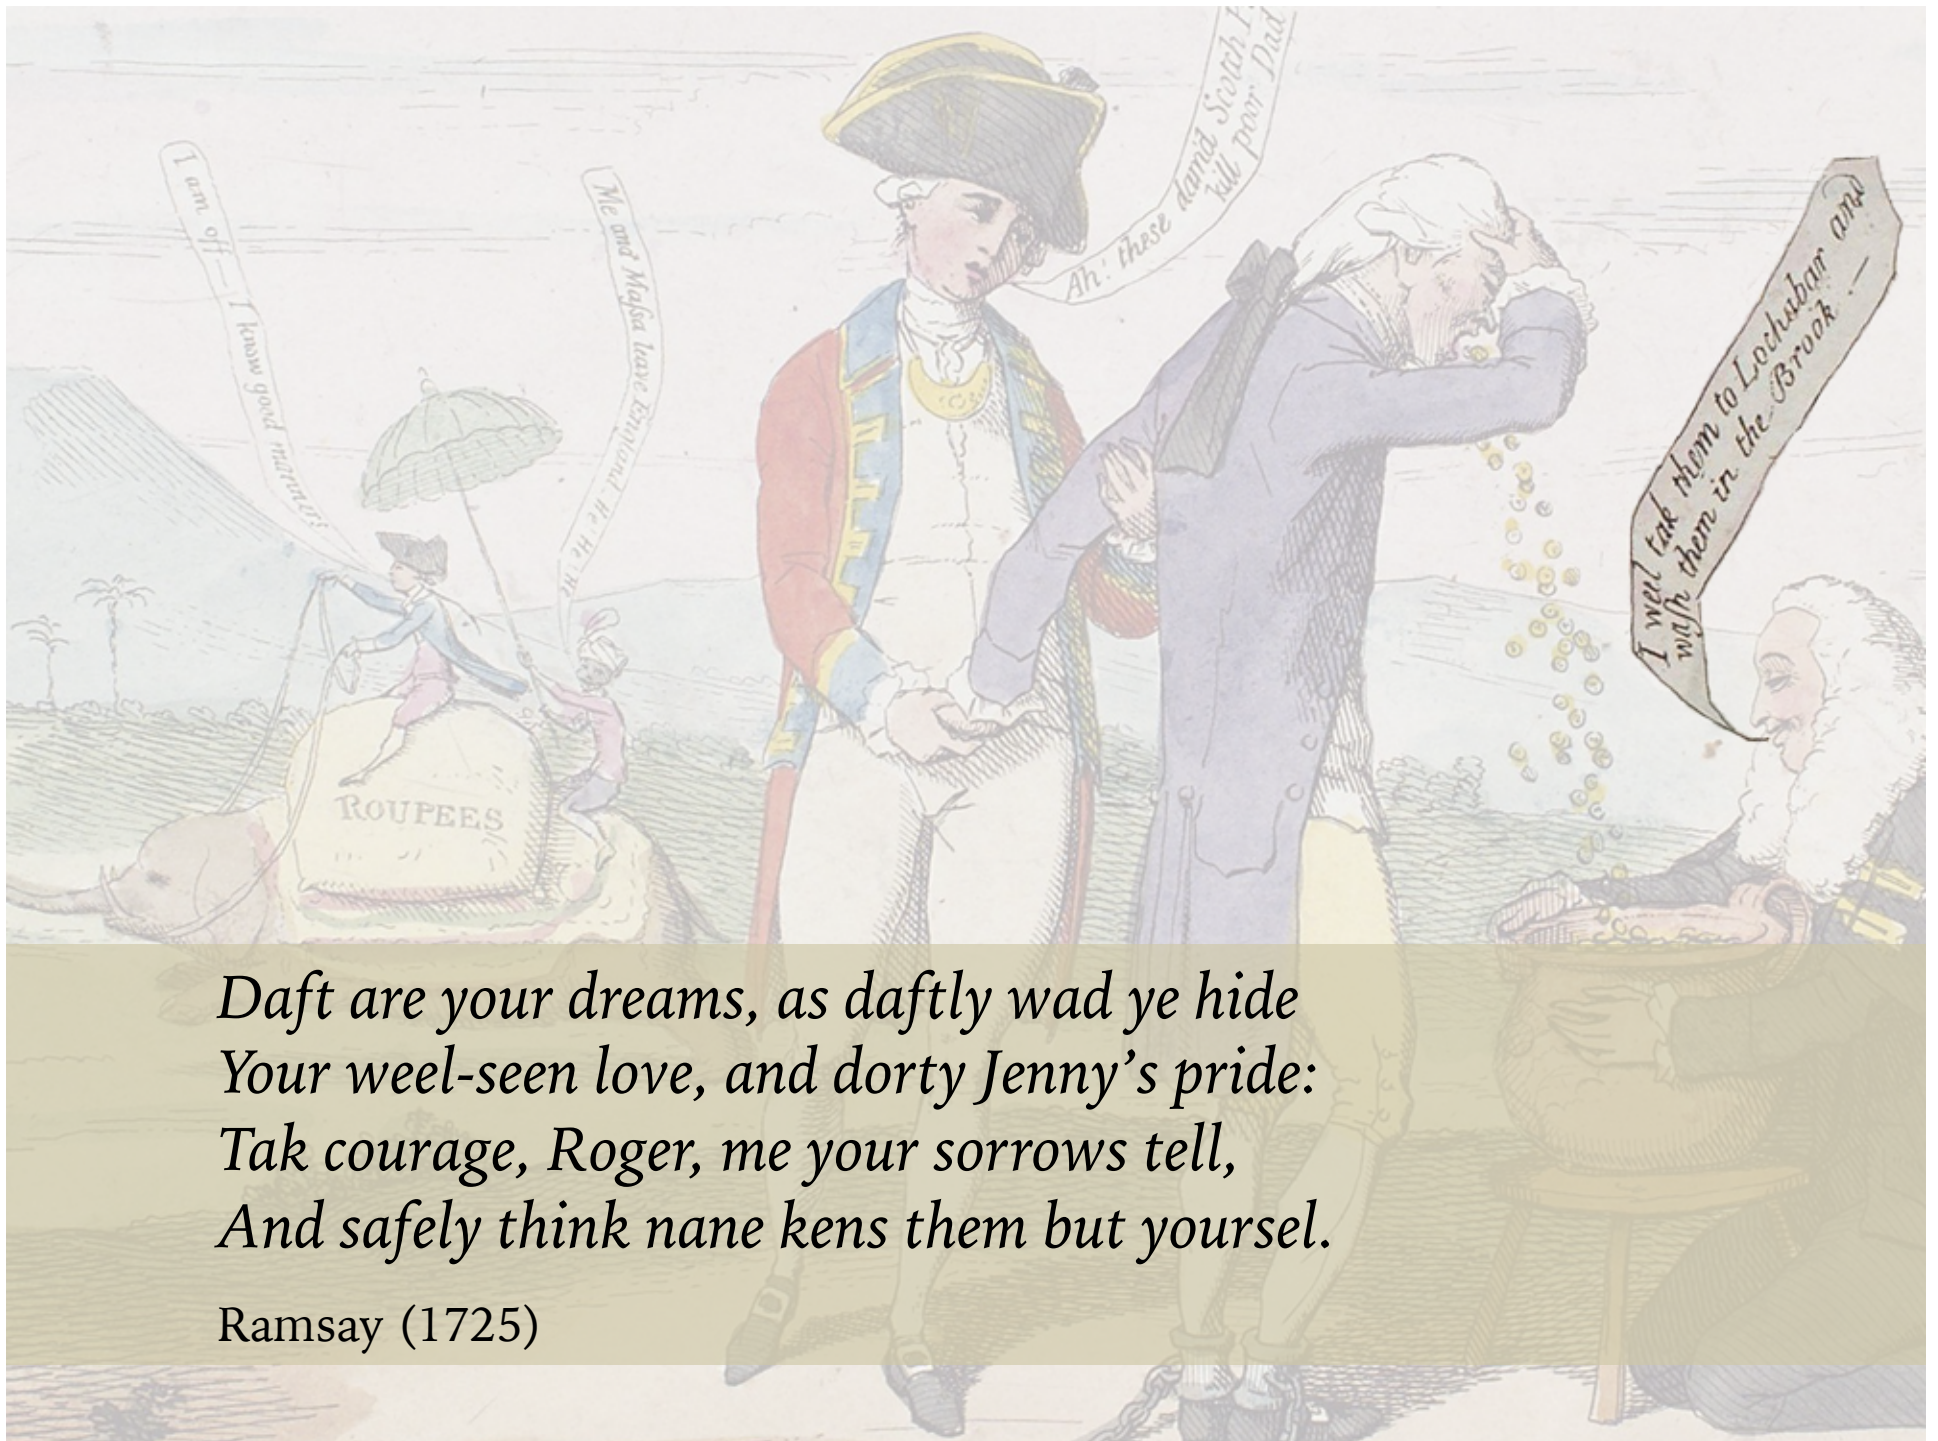 I am off — I know good manners
Me and Maſsa leave England He: He: He
Ah! these damd Scotch
kill poor Dad
I weel tak them to Lochabar and
waſh them in the Brook —
ROUPEES
Daft are your dreams, as daftly wad ye hide
Your weel-seen love, and dorty Jenny’s pride:
Tak courage, Roger, me your sorrows tell,
And safely think nane kens them but yoursel.
Ramsay (1725)